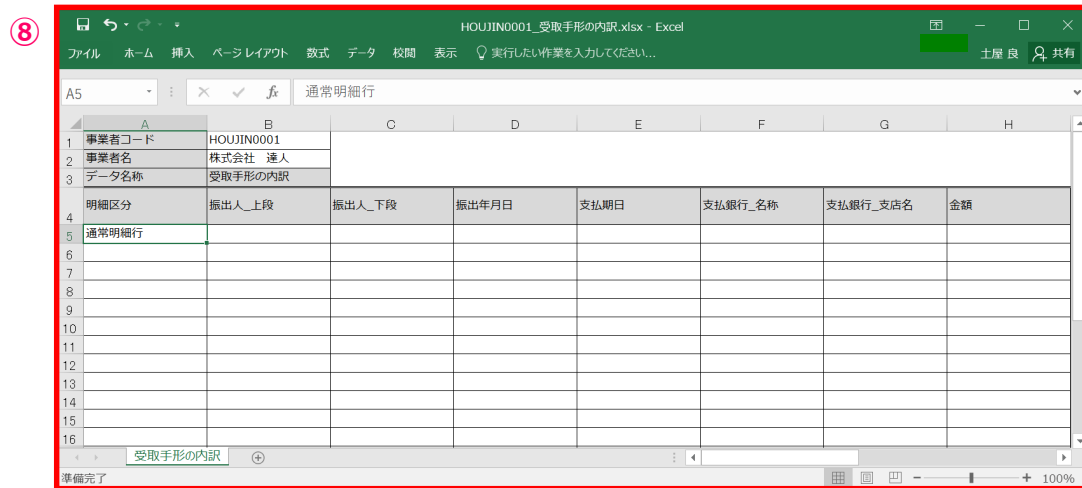 ⑧
HOUJIN0001_受取手形の内訳.xlsx - Excel
ファイル ホーム 挿入 ページ レイアウト 数式 データ 校閲 表示 実行したい作業を入力してください... 土屋 良 共有
A5 fx 通常明細行
A B C D E F G H
1 事業者コード HOUJIN0001
2 事業者名 株式会社 達人
3 データ名称 受取手形の内訳
4 明細区分 振出人_上段 振出人_下段 振出年月日 支払期日 支払銀行_名称 支払銀行_支店名 金額
5 通常明細行
6
7
8
9
10
11
12
13
14
15
16
受取手形の内訳
準備完了 100%